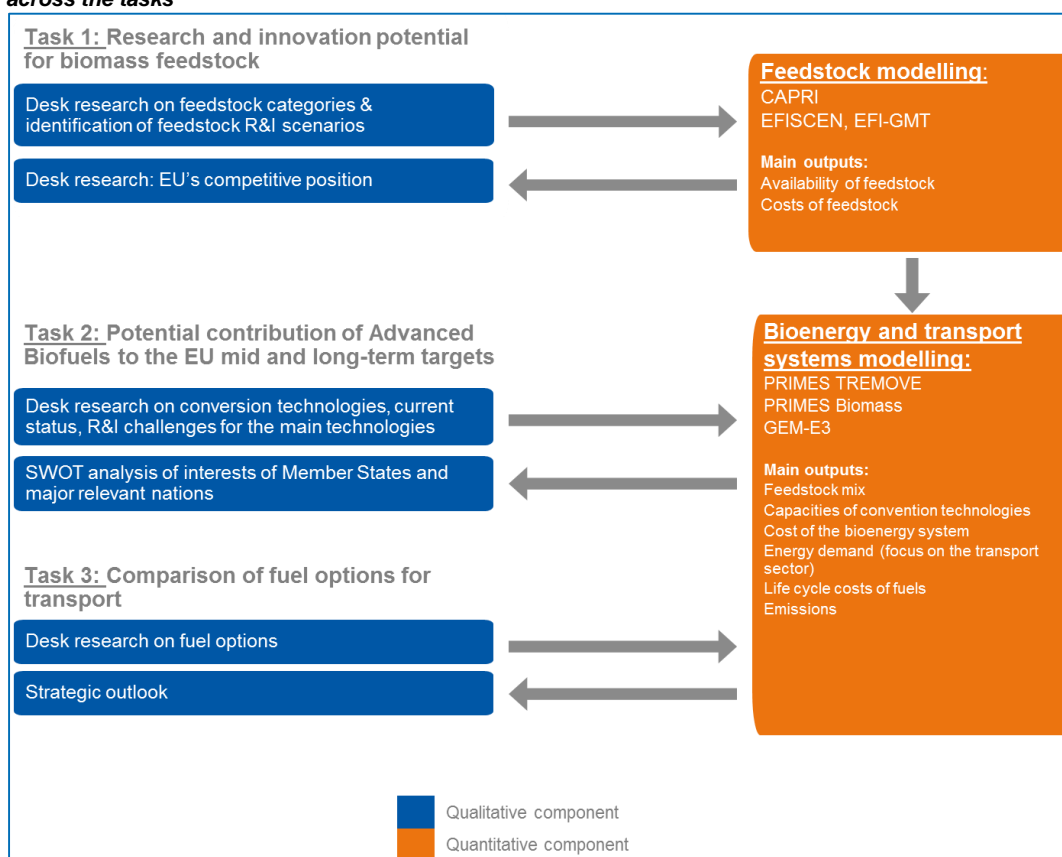 across the tasks
Task 1: Research and innovation potential
for biomass feedstock
Desk research on feedstock categories &
identification of feedstock R&I scenarios
Desk research: EU's competitive position
Feedstock modelling:
CAPRI
EFISCEN, EFI-GMT
Main outputs:
Availability of feedstock
Costs of feedstock
Task 2: Potential contribution of Advanced
Biofuels to the EU mid and long-term targets
Desk research on conversion technologies, current
status, R&I challenges for the main technologies
SWOT analysis of interests of Member States and
major relevant nations
Bioenergy and transport
systems modelling:
PRIMES TREMOVE
PRIMES Biomass
GEM-E3
Main outputs:
Feedstock mix
Capacities of convention technologies
Cost of the bioenergy system
Energy demand (focus on the transport
sector)
Life cycle costs of fuels
Emissions
Task 3: Comparison of fuel options for
transport
Desk research on fuel options
Strategic outlook
Qualitative component
Quantitative component